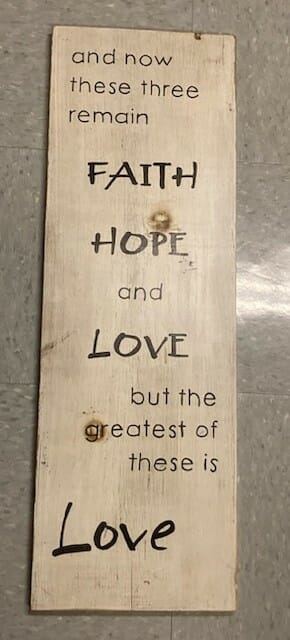 and now
these three
remain
FAITH
HOPE
and
LOVE
but the
greatest of
these is
Love